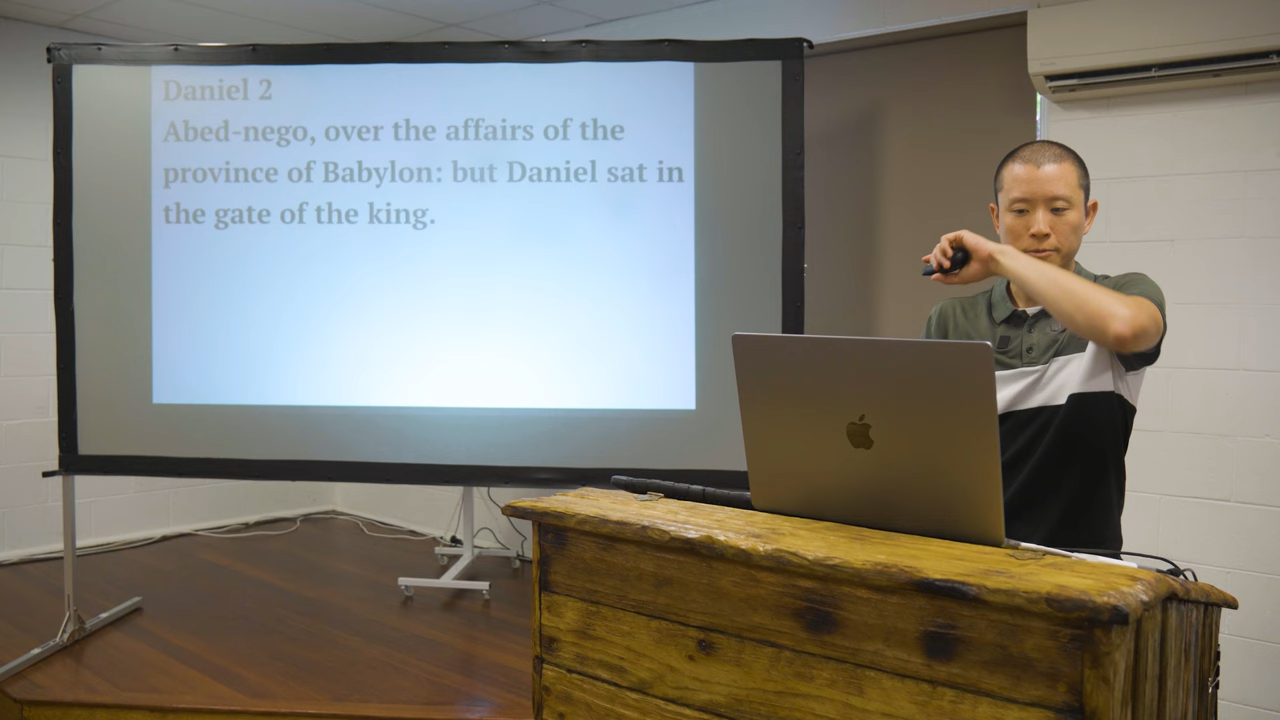 Daniel 2
Abed-nego, over the affairs of the
province of Babylon: but Daniel sat in
the gate of the king.